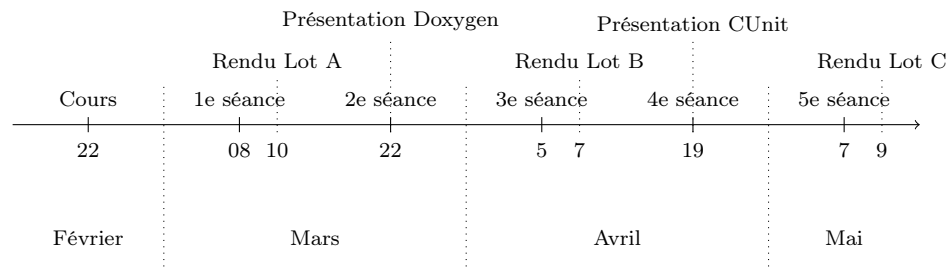 Présentation Doxygen
Présentation CUnit
Rendu Lot A
Rendu Lot B
Rendu Lot C
Cours
1e séance
2e séance
3e séance
4e séance
5e séance
22
08
10
22
5
7
19
7
9
Février
Mars
Avril
Mai